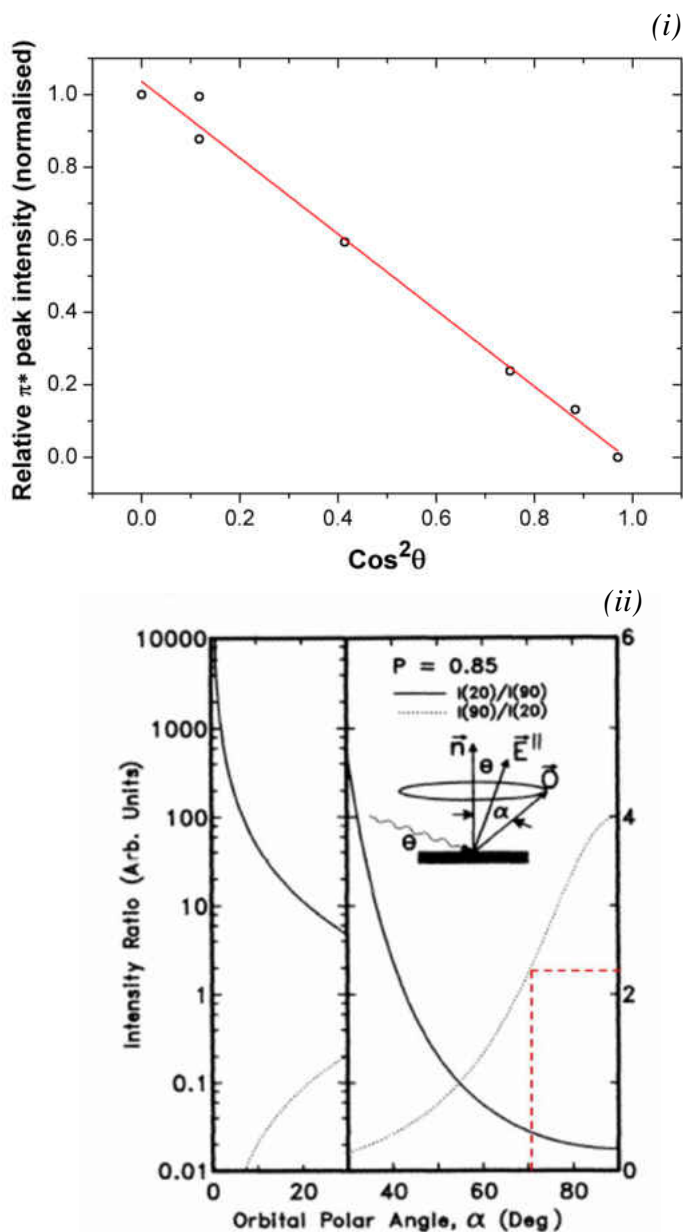 (i)
Relative π* peak intensity (normalised)
1.0
0.8
0.6
0.4
0.2
0.0
0.0 0.2 0.4 0.6 0.8 1.0
Cos²θ
(ii)
Intensity Ratio (Arb. Units)
10000
1000
100
10
1
0.1
0.01
P = 0.85
I(20)/I(90)
I(90)/I(20)
n⃗ θ E⃗|| O⃗
α
θ
6
4
2
0
0 10 20 40 60 80
Orbital Polar Angle, α (Deg)